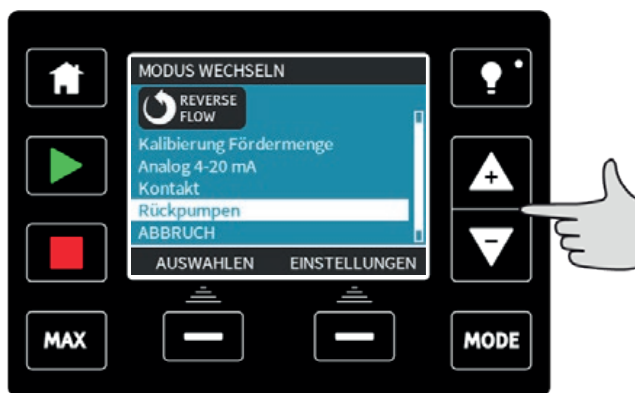 MODUS WECHSELN
REVERSE
FLOW
Kalibierung Fördermenge
Analog 4-20 mA
Kontakt
Rückpumpen
ABBRUCH
AUSWAHLEN EINSTELLUNGEN
+
-
MAX
MODE